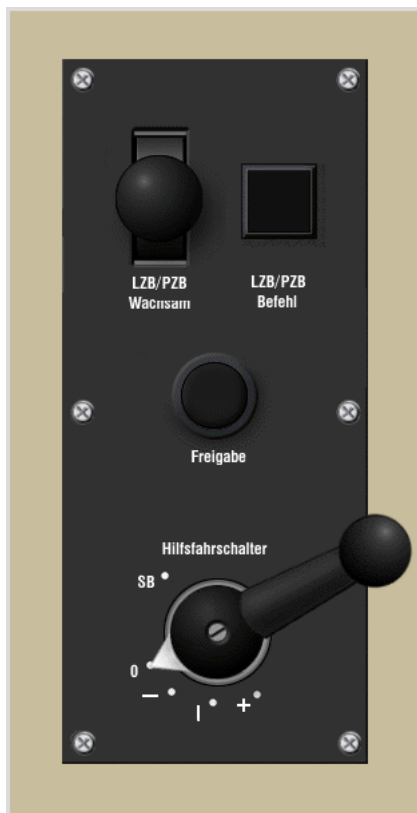 LZB/PZB
Wachsam
LZB/PZB
Befehl
Freigabe
Hilfsfahrschalter
SB
0
–
I
+